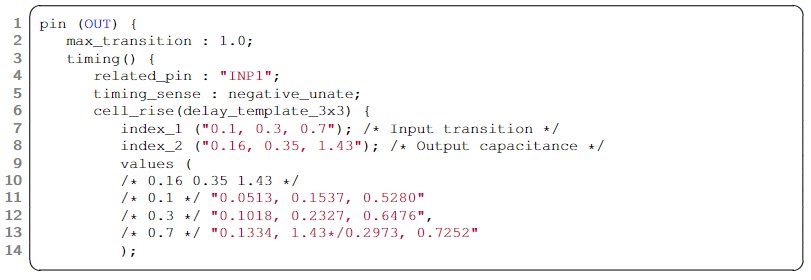 1 pin (OUT) {
2 max_transition : 1.0;
3 timing() {
4 related_pin : "INP1";
5 timing_sense : negative_unate;
6 cell_rise(delay_template_3x3) {
7 index_1 ("0.1, 0.3, 0.7"); /* Input transition */
8 index_2 ("0.16, 0.35, 1.43"); /* Output capacitance */
9 values (
10 /* 0.16 0.35 1.43 */
11 /* 0.1 */ "0.0513, 0.1537, 0.5280"
12 /* 0.3 */ "0.1018, 0.2327, 0.6476",
13 /* 0.7 */ "0.1334, 1.43*/0.2973, 0.7252"
14 );